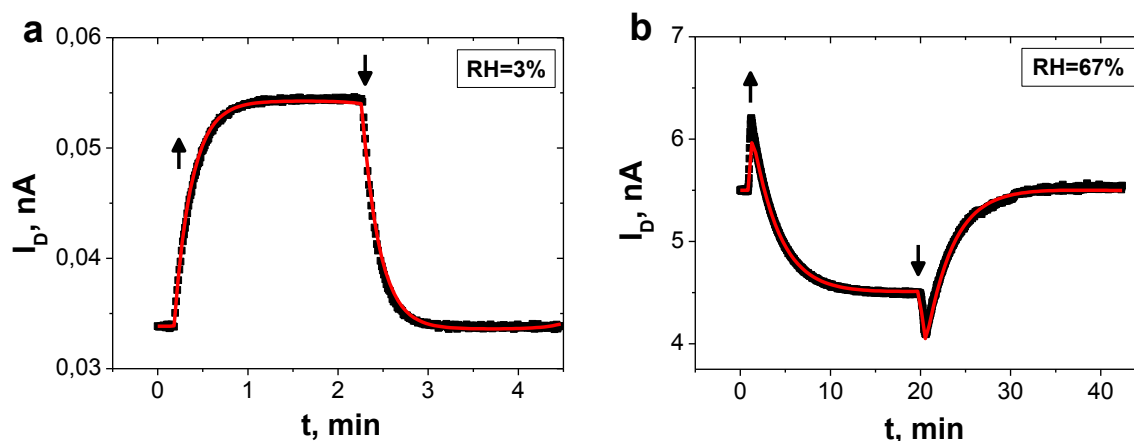 a
0,06
0,05
0,04
0,03
I_D, nA
RH=3%
0 1 2 3 4
t, min
b
7
6
5
4
I_D, nA
RH=67%
0 10 20 30 40
t, min